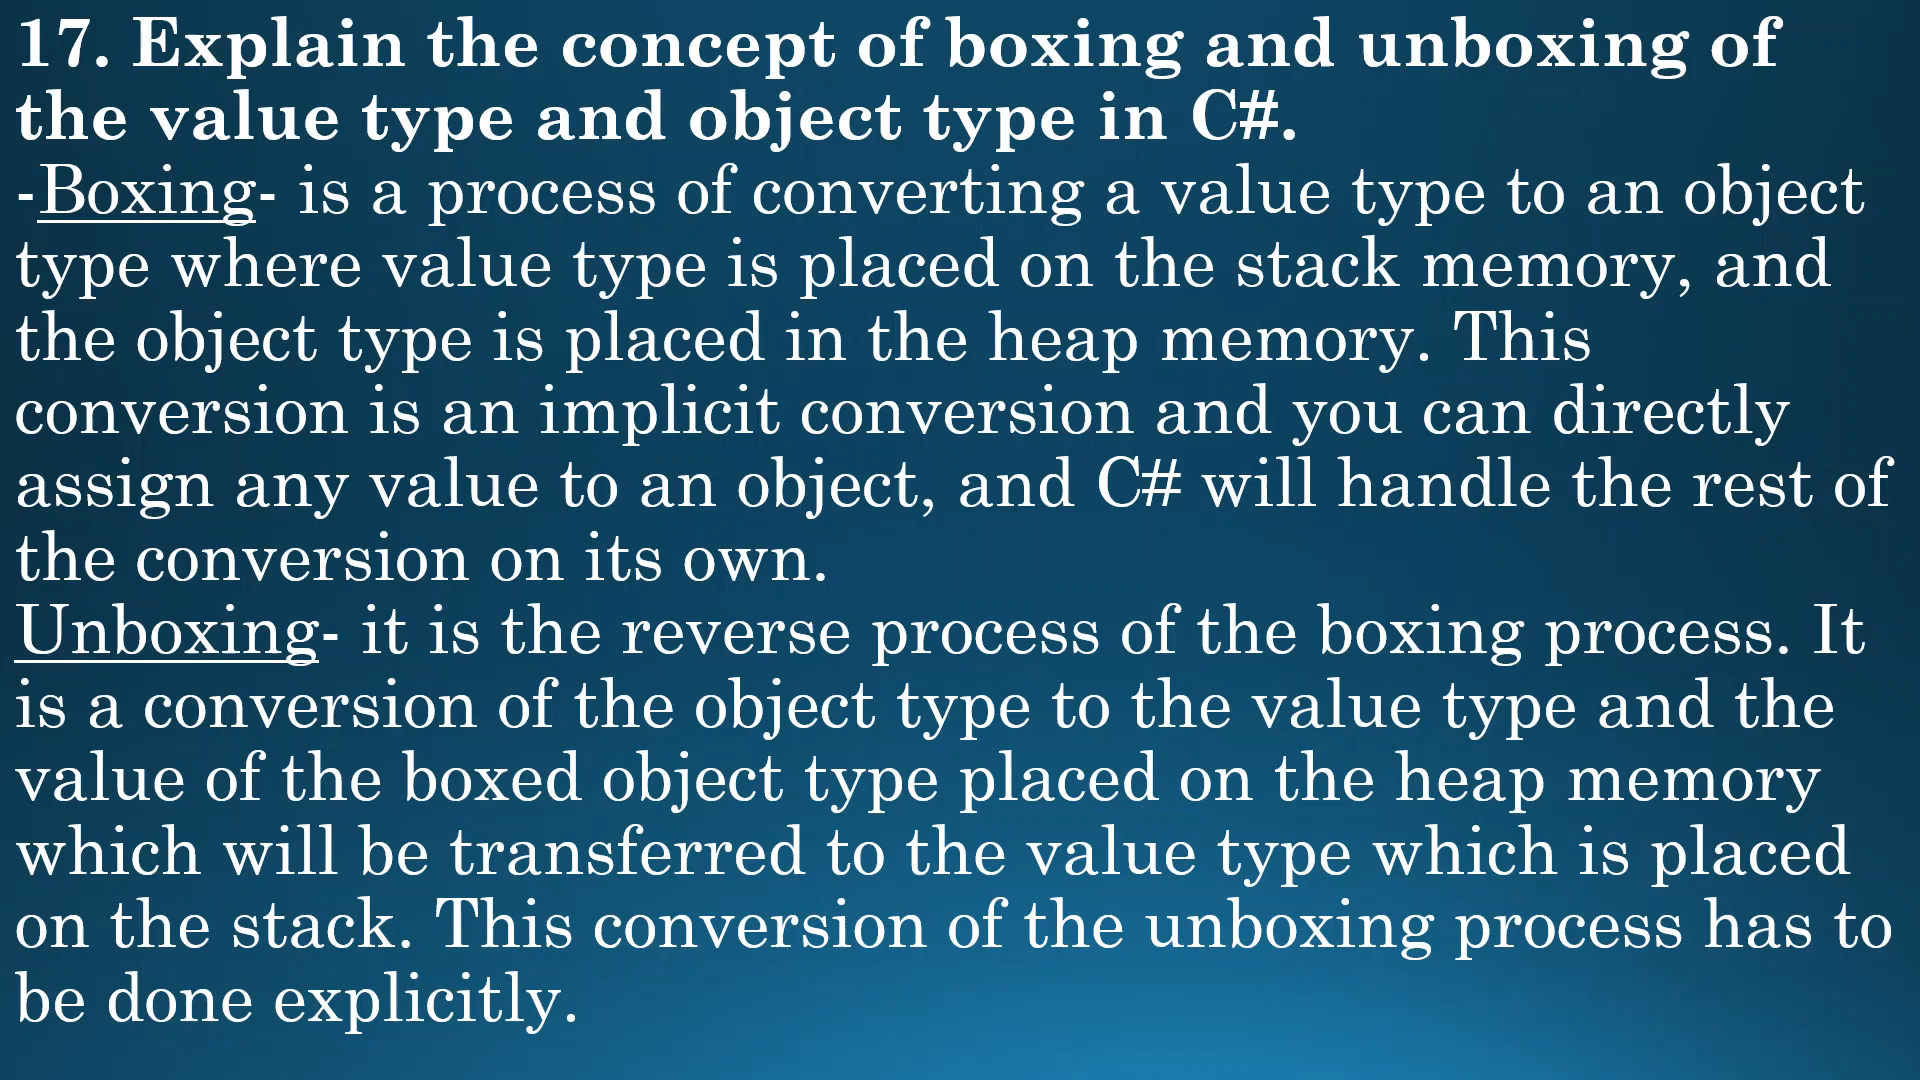 17. Explain the concept of boxing and unboxing of
the value type and object type in C#.
-Boxing- is a process of converting a value type to an object
type where value type is placed on the stack memory, and
the object type is placed in the heap memory. This
conversion is an implicit conversion and you can directly
assign any value to an object, and C# will handle the rest of
the conversion on its own.
Unboxing- it is the reverse process of the boxing process. It
is a conversion of the object type to the value type and the
value of the boxed object type placed on the heap memory
which will be transferred to the value type which is placed
on the stack. This conversion of the unboxing process has to
be done explicitly.